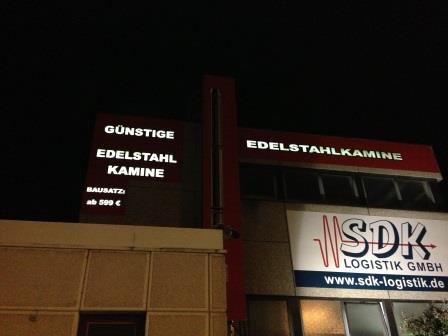 GÜNSTIGE
EDELSTAHL
KAMINE
BAUSATZ:
ab 599 €
EDELSTAHLKAMINE
SDK
LOGISTIK GMBH
www.sdk-logistik.de